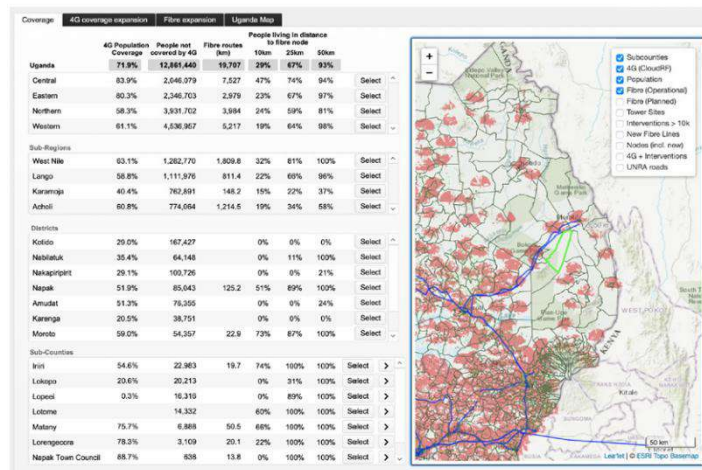 Coverage 4G coverage expansion Fibre expansion Uganda Map
4G Population Coverage People not covered by 4G Fibre routes (km) People living in distance to fibre node
10km 25km 50km
Uganda 71.9% 12,861,440 19,707 29% 67% 93%
Central 83.9% 2,046,979 7,527 47% 74% 94% Select
Eastern 80.3% 2,346,703 2,979 23% 67% 97% Select
Northern 58.3% 3,931,702 3,984 24% 59% 81% Select
Western 61.1% 4,536,957 5,217 19% 64% 98% Select
Sub-Regions
West Nile 63.1% 1,282,770 1,809.8 32% 81% 100% Select
Lango 58.8% 1,111,976 811.4 22% 66% 96% Select
Karamoja 40.4% 762,891 148.2 15% 22% 37% Select
Acholi 60.8% 774,064 1,214.5 19% 34% 58% Select
Districts
Kotido 29.0% 167,427 0% 0% 0% Select
Nabilatuk 35.4% 64,148 0% 11% 100% Select
Nakapiripirit 29.1% 100,726 0% 0% 21% Select
Napak 51.9% 85,043 125.2 51% 89% 100% Select
Amudat 51.3% 78,355 0% 0% 24% Select
Karenga 20.5% 38,751 0% 0% 0% Select
Moroto 59.0% 54,357 22.9 73% 87% 100% Select
Sub-Counties
Iriiri 54.6% 22,983 19.7 74% 100% 100% Select >
Lokopo 20.6% 20,213 0% 31% 100% Select >
Lopeei 0.3% 16,316 0% 89% 100% Select >
Lotome 14,332 60% 100% 100% Select >
Matany 75.7% 6,888 50.5 66% 100% 100% Select >
Lorengecora 78.3% 3,109 20.1 22% 100% 100% Select >
Napak Town Council 88.7% 838 13.8 0% 100% 100% Select >
+
−
Subcounties
4G (CloudRF)
Population
Fibre (Operational)
Fibre (Planned)
Tower Sites
Interventions > 10k
New Fibre Lines
Nodes (incl. new)
4G + Interventions
UNRA roads
KENYA
Kitale
50 km
Leaflet | © ESRI Topo Basemap